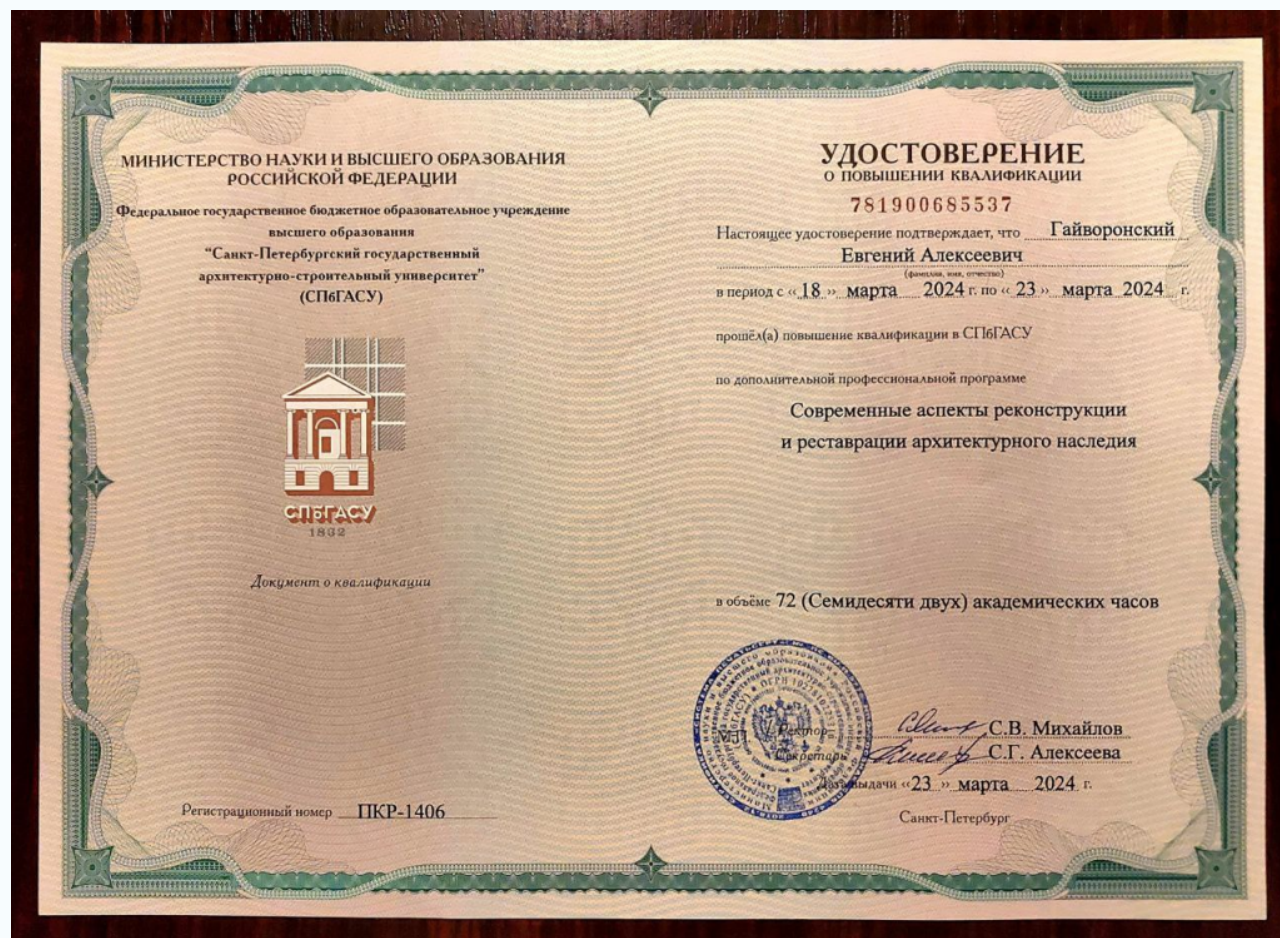 МИНИСТЕРСТВО НАУКИ И ВЫСШЕГО ОБРАЗОВАНИЯ
РОССИЙСКОЙ ФЕДЕРАЦИИ
Федеральное государственное бюджетное образовательное учреждение
высшего образования
"Санкт-Петербургский государственный
архитектурно-строительный университет"
(СПбГАСУ)
СПбГАСУ
1832
Документ о квалификации
Регистрационный номер ПКР-1406
УДОСТОВЕРЕНИЕ
О ПОВЫШЕНИИ КВАЛИФИКАЦИИ
781900685537
Настоящее удостоверение подтверждает, что Гайворонский
Евгений Алексеевич
(фамилия, имя, отчество)
в период с «18» марта 2024 г. по «23» марта 2024 г.
прошёл(а) повышение квалификации в СПбГАСУ
по дополнительной профессиональной программе
Современные аспекты реконструкции
и реставрации архитектурного наследия
в объёме 72 (Семидесяти двух) академических часов
М.П. Ректор С.В. Михайлов
Секретарь С.Г. Алексеева
Дата выдачи «23» марта 2024 г.
Санкт-Петербург